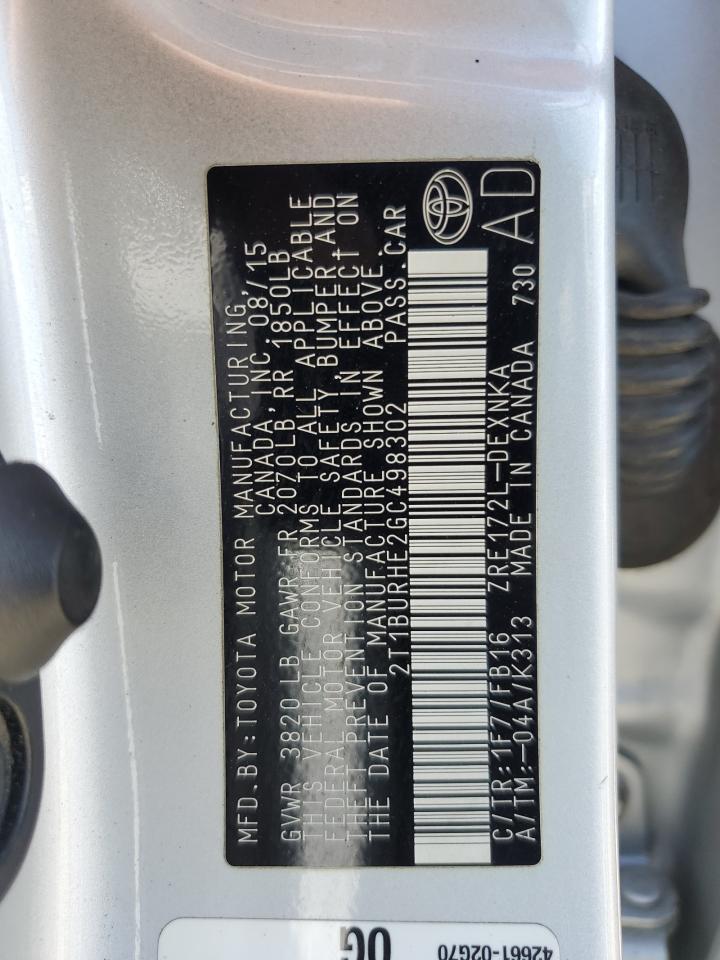 MFD.BY:TOYOTA MOTOR MANUFACTURING,
CANADA,INC.08/15
GVWR 3820LB GAWR FR 2070LB, RR 1850LB
THIS VEHICLE CONFORMS TO ALL APPLICABLE
FEDERAL MOTOR VEHICLE SAFETY,BUMPER,AND
THEFT PREVENTION STANDARDS IN EFFECT ON
THE DATE OF MANUFACTURE SHOWN ABOVE.
2T1BURHE2GC498302 PASS.CAR
C/TR:1F7/FB16 ZRE172L-DEXNKA
A/TM:-04A/K313 MADE IN CANADA 730 AD
0G 42661-02G70